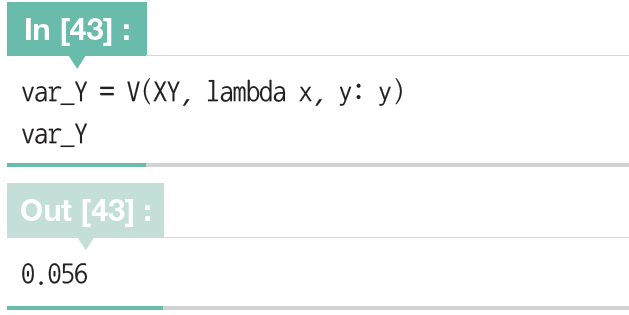 In [43] :
var_Y = V(XY, lambda x, y: y)
var_Y
Out [43] :
0.056